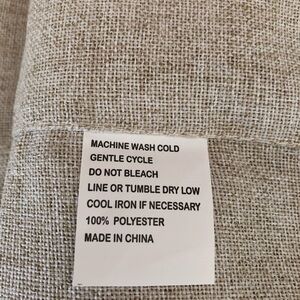 MACHINE WASH COLD
GENTLE CYCLE
DO NOT BLEACH
LINE OR TUMBLE DRY LOW
COOL IRON IF NECESSARY
100% POLYESTER
MADE IN CHINA